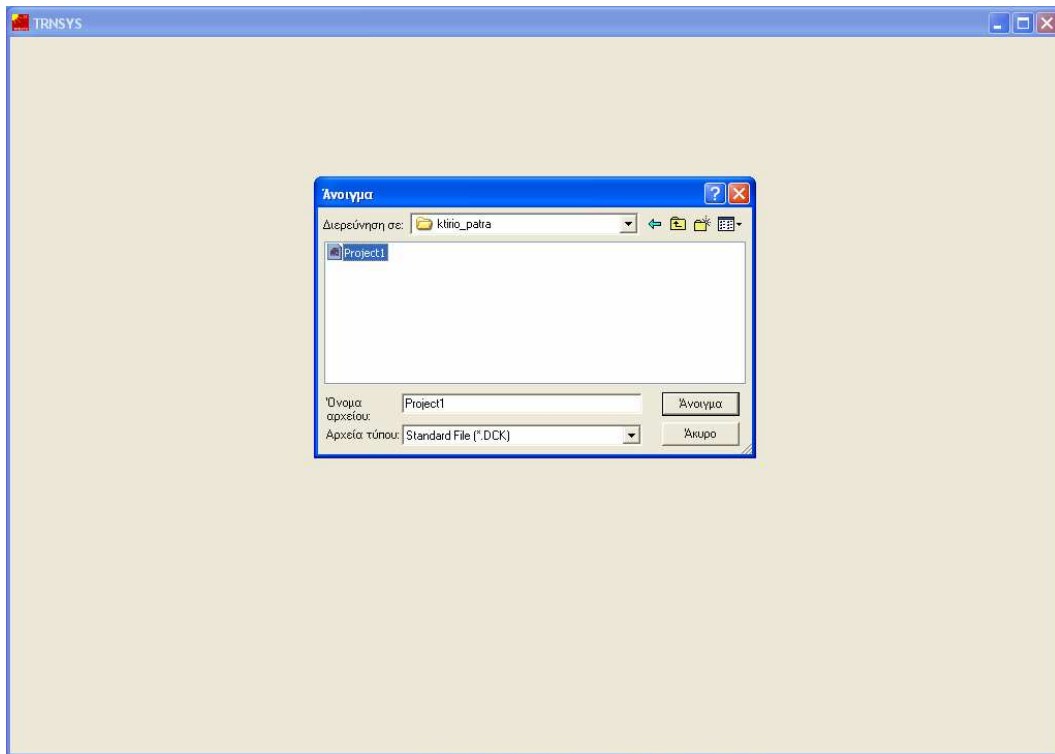 TRNSYS
Άνοιγμα
Διερεύνηση σε: ktirio_patra
Project1
Όνομα
αρχείου: Project1
Άνοιγμα
Αρχεία τύπου: Standard File (*.DCK)
Άκυρο